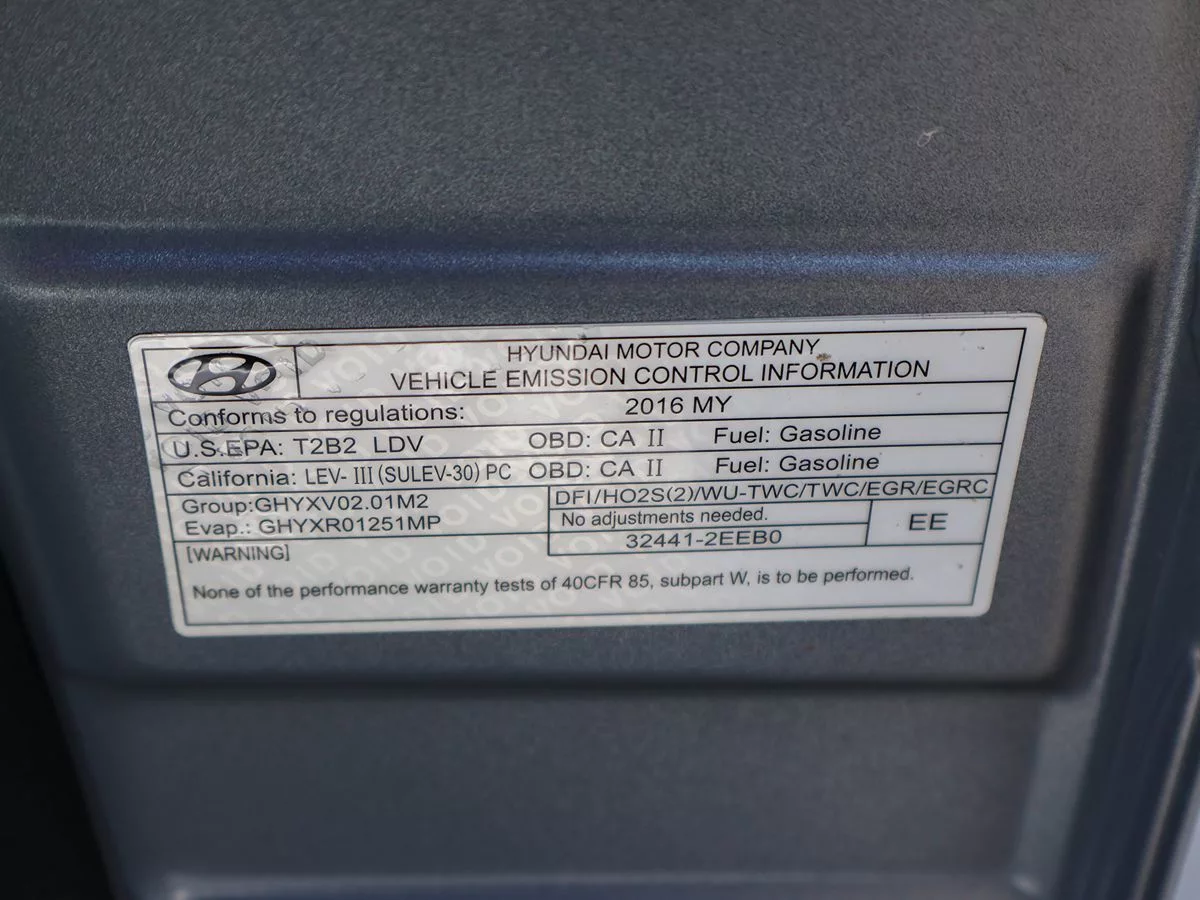 HYUNDAI MOTOR COMPANY
VEHICLE EMISSION CONTROL INFORMATION
Conforms to regulations: 2016 MY
U.S.EPA: T2B2 LDV OBD: CA II Fuel: Gasoline
California: LEV- III (SULEV-30) PC OBD: CA II Fuel: Gasoline
Group:GHYXV02.01M2
Evap.: GHYXR01251MP
DFI/HO2S(2)/WU-TWC/TWC/EGR/EGRC
No adjustments needed.
32441-2EEB0
EE
[WARNING]
None of the performance warranty tests of 40CFR 85, subpart W, is to be performed.
VOID